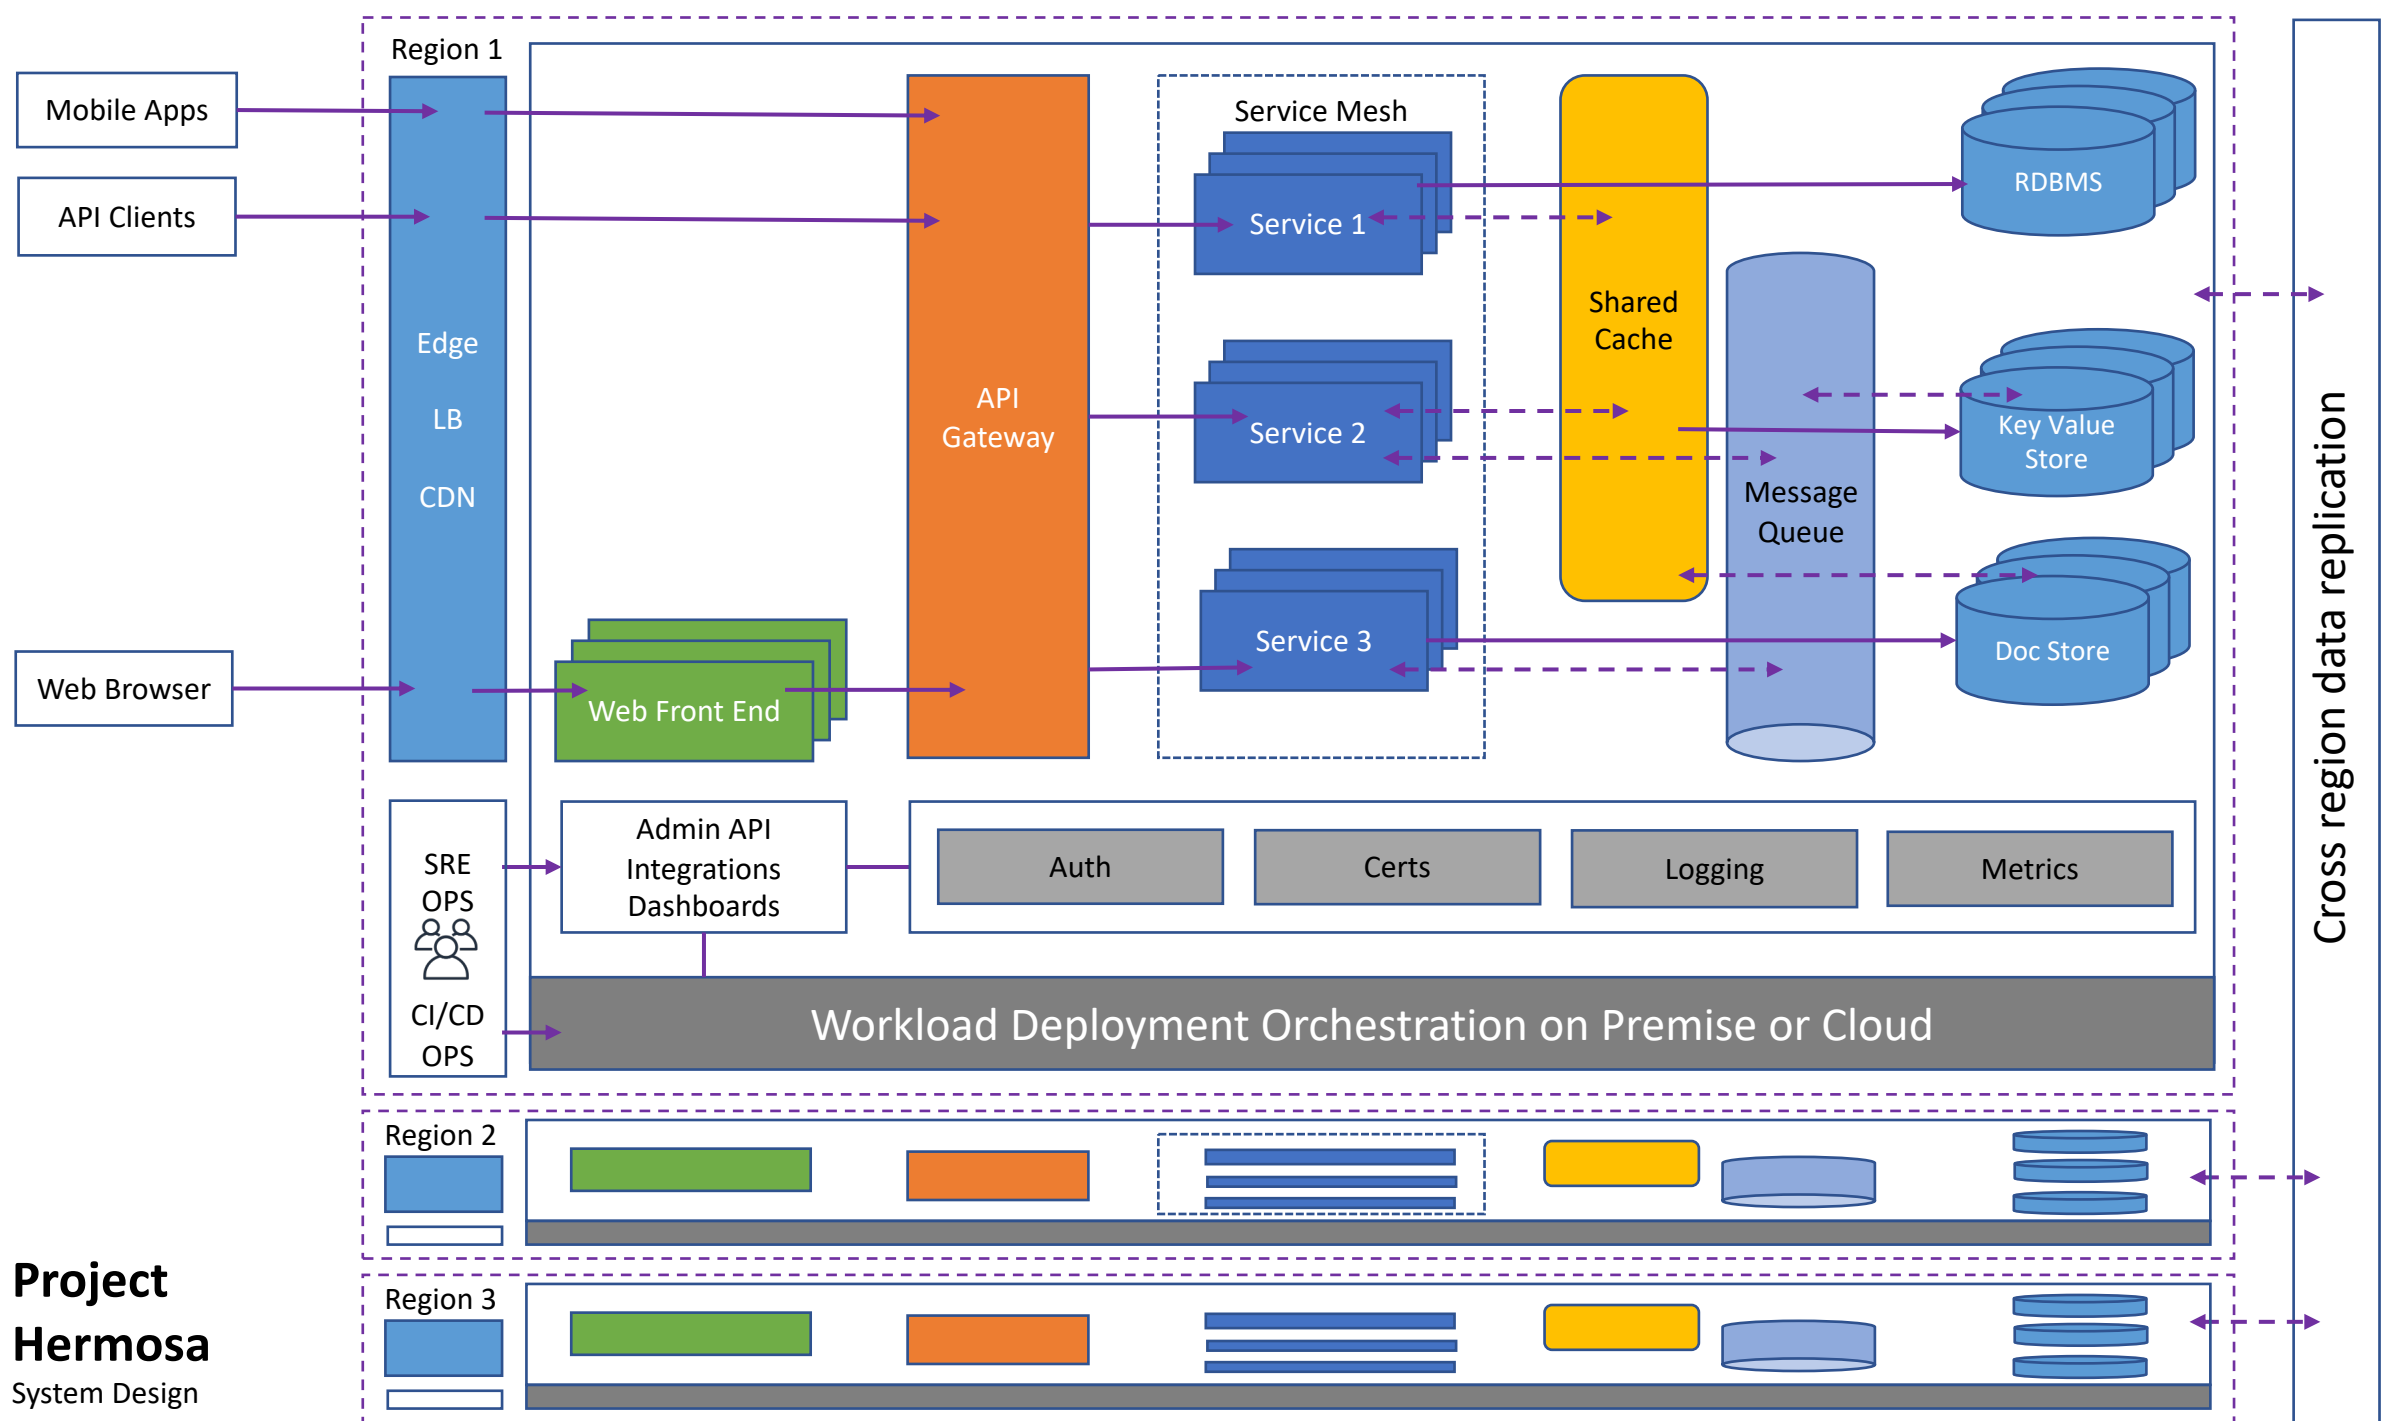 Region 1
Mobile Apps
API Clients
Web Browser
Edge
LB
CDN
Web Front End
API
Gateway
Service Mesh
Service 1
Service 2
Service 3
Shared
Cache
Message
Queue
RDBMS
Key Value
Store
Doc Store
Cross region data replication
SRE
OPS
CI/CD
OPS
Admin API
Integrations
Dashboards
Auth
Certs
Logging
Metrics
Workload Deployment Orchestration on Premise or Cloud
Region 2
Region 3
Project
Hermosa
System Design